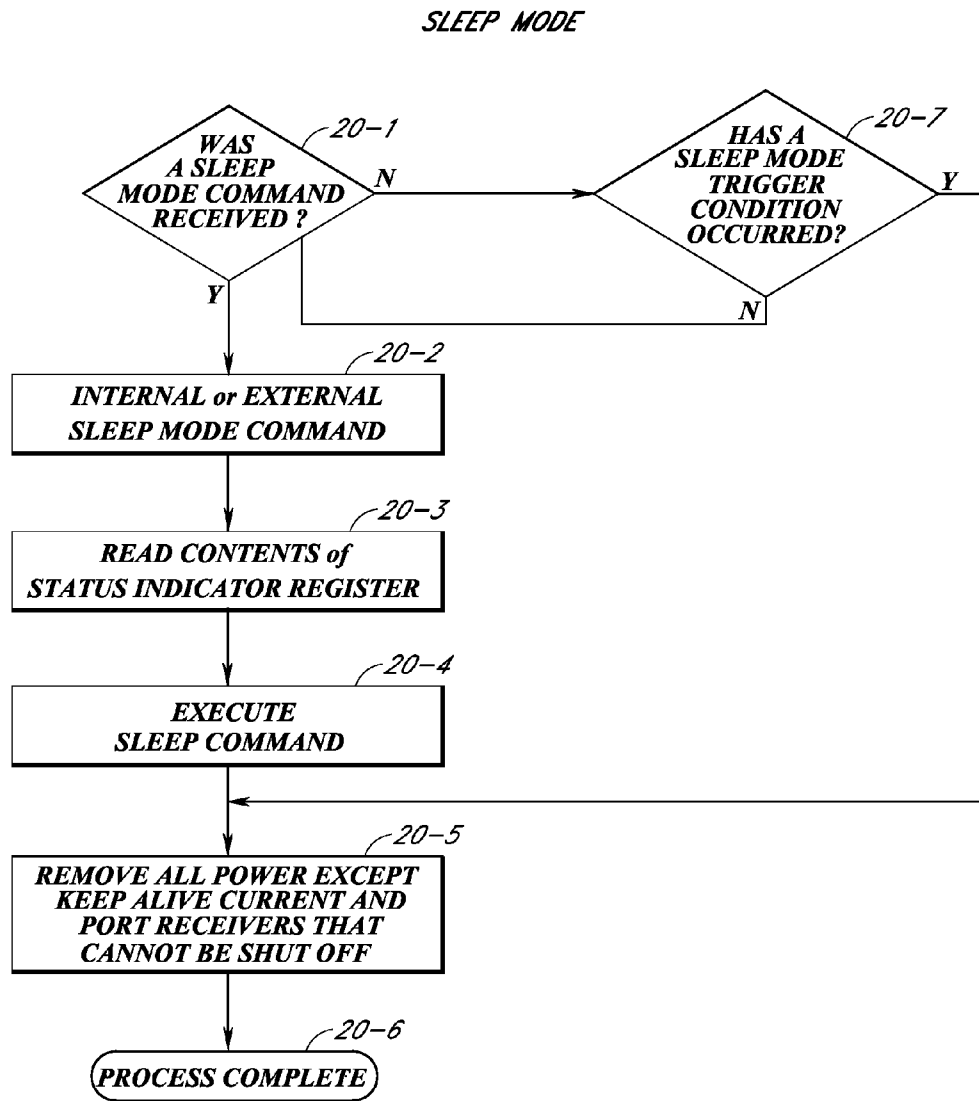 SLEEP MODE
20-1
WAS
A SLEEP
MODE COMMAND
RECEIVED ?
N
Y
20-7
HAS A
SLEEP MODE
TRIGGER
CONDITION
OCCURRED?
Y
N
20-2
INTERNAL or EXTERNAL
SLEEP MODE COMMAND
20-3
READ CONTENTS of
STATUS INDICATOR REGISTER
20-4
EXECUTE
SLEEP COMMAND
20-5
REMOVE ALL POWER EXCEPT
KEEP ALIVE CURRENT AND
PORT RECEIVERS THAT
CANNOT BE SHUT OFF
20-6
PROCESS COMPLETE